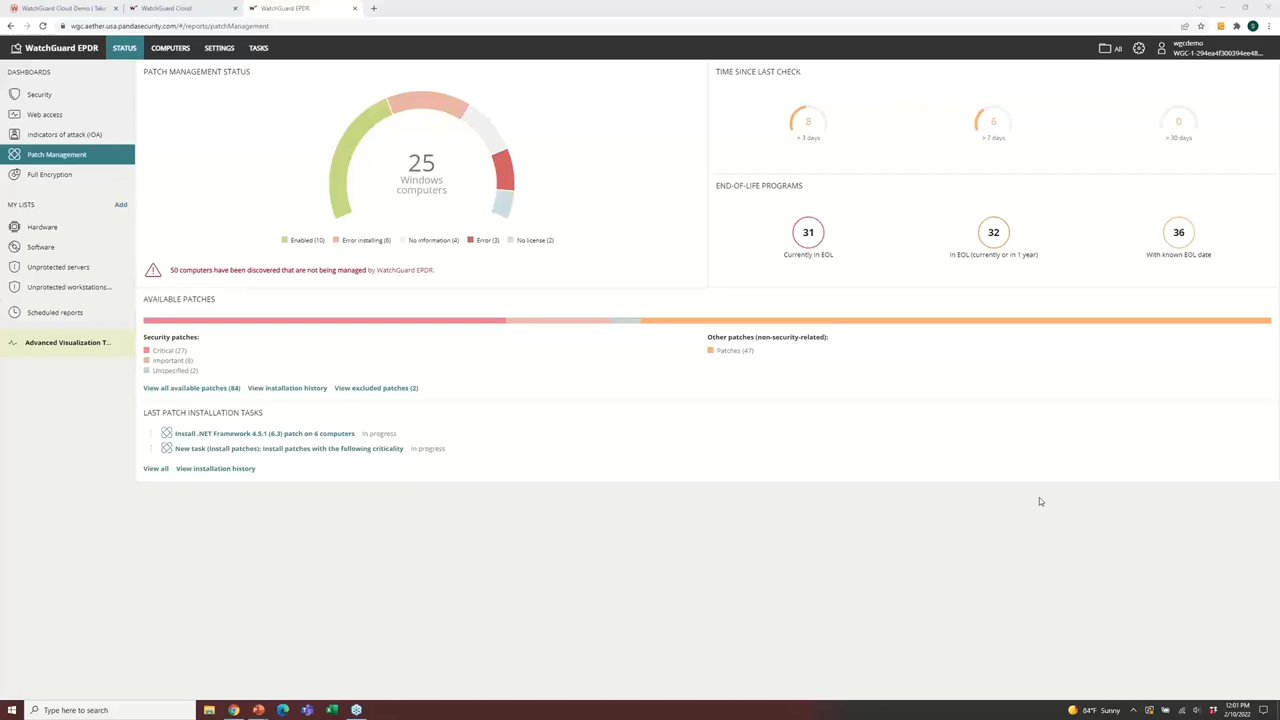 WatchGuard Cloud Demo | Take
WatchGuard Cloud
WatchGuard EPDR
wgc.aether.usa.pandasecurity.com/#/reports/patchManagement
WatchGuard EPDR
STATUS
COMPUTERS
SETTINGS
TASKS
All
wgcdemo
WGC-1-294ea4f300394ee48...
DASHBOARDS
Security
Web access
Indicators of attack (IOA)
Patch Management
Full Encryption
MY LISTS
Add
Hardware
Software
Unprotected servers
Unprotected workstations...
Scheduled reports
Advanced Visualization T...
PATCH MANAGEMENT STATUS
25
Windows
computers
Enabled (10)
Error installing (6)
No information (4)
Error (3)
No license (2)
50 computers have been discovered that are not being managed by WatchGuard EPDR.
TIME SINCE LAST CHECK
8
> 3 days
6
> 7 days
0
> 30 days
END-OF-LIFE PROGRAMS
31
Currently in EOL
32
In EOL (currently or in 1 year)
36
With known EOL date
AVAILABLE PATCHES
Security patches:
Critical (27)
Important (8)
Unspecified (2)
Other patches (non-security-related):
Patches (47)
View all available patches (84)
View installation history
View excluded patches (2)
LAST PATCH INSTALLATION TASKS
Install .NET Framework 4.5.1 (6.3) patch on 6 computers In progress
New task (Install patches): Install patches with the following criticality In progress
View all
View installation history
Type here to search
84°F Sunny
12:01 PM
2/10/2022